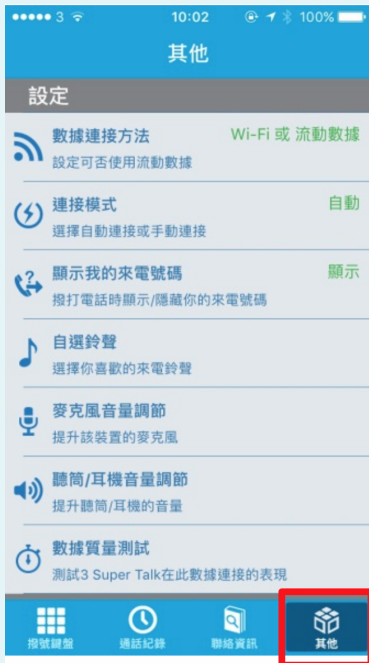 3 10:02 100%
其他
設定
數據連接方法 Wi-Fi 或 流動數據
設定可否使用流動數據
連接模式 自動
選擇自動連接或手動連接
顯示我的來電號碼 顯示
撥打電話時顯示/隱藏你的來電號碼
自選鈴聲
選擇你喜歡的來電鈴聲
麥克風音量調節
提升該裝置的麥克風
聽筒/耳機音量調節
提升聽筒/耳機的音量
數據質量測試
測試3 Super Talk在此數據連接的表現
撥號鍵盤 通話紀錄 聯絡資訊 其他